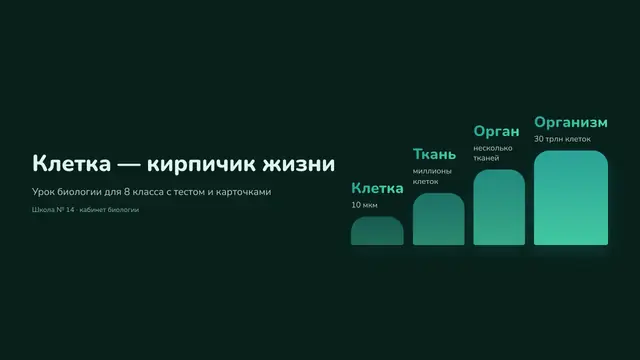 Клетка — кирпичик жизни
Урок биологии для 8 класса с тестом и карточками
Школа № 14 · кабинет биологии
Клетка
10 мкм
Ткань
миллионы
клеток
Орган
несколько
тканей
Организм
30 трлн клеток